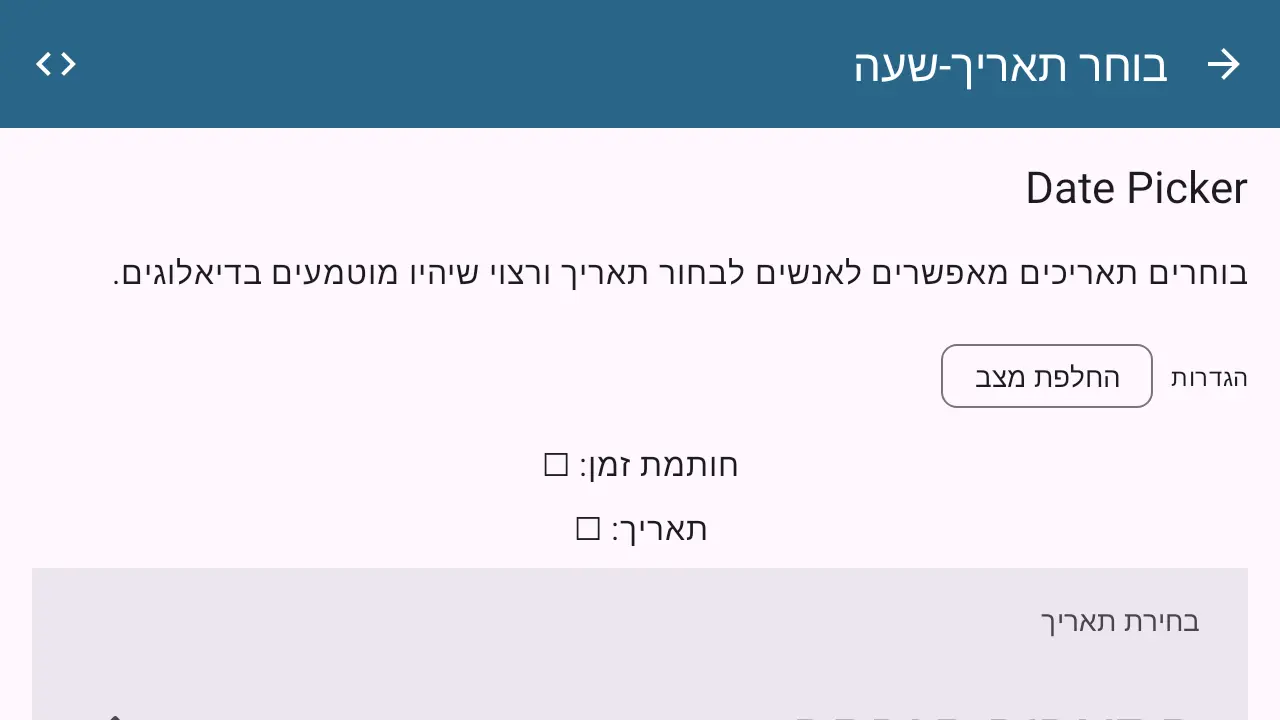 בוחר תאריך-שעה
Date Picker
בוחרים תאריכים מאפשרים לאנשים לבחור תאריך ורצוי שיהיו מוטמעים בדיאלוגים.
הגדרות החלפת מצב
חותמת זמן: ☐
תאריך: ☐
בחירת תאריך